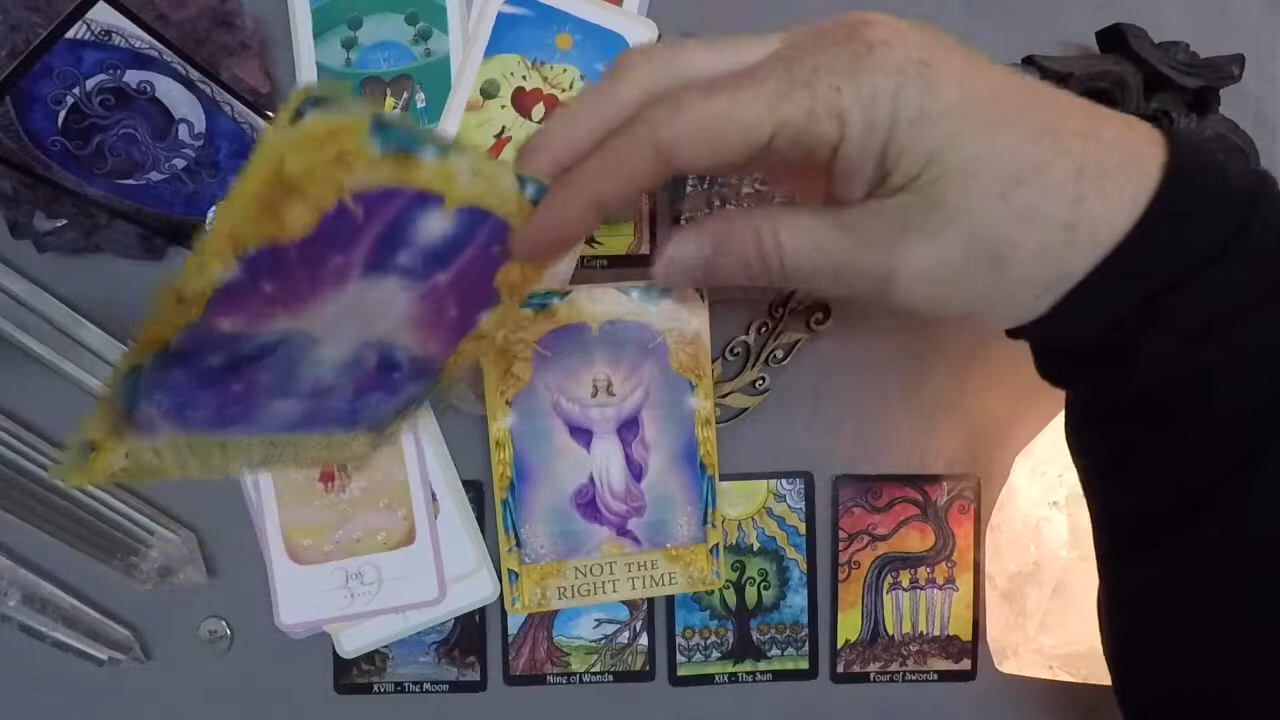 Cups
NOT THE
RIGHT TIME
Joy
XVIII - The Moon
Nine of Wands
XIX - The Sun
Four of Swords